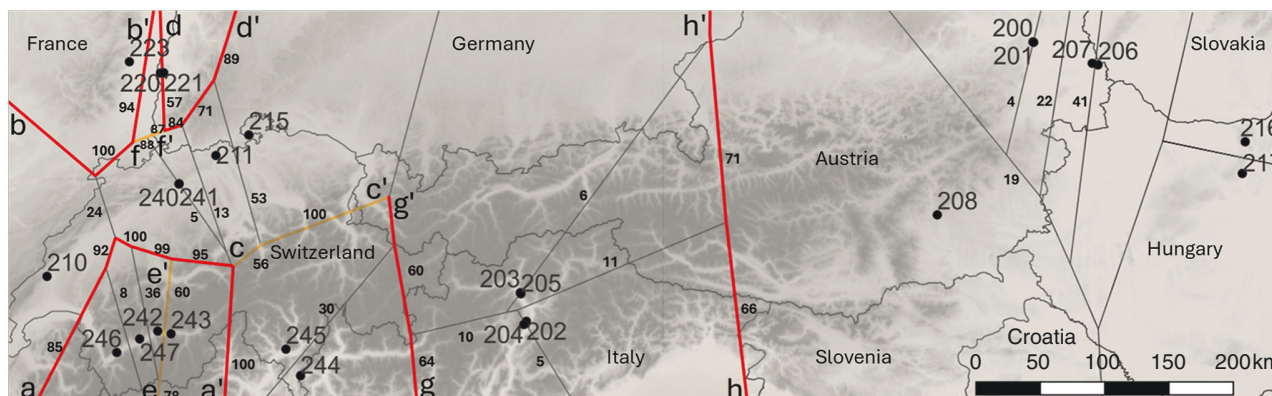 b' d d' h'
France 223 Germany 200 Slovakia
201 207 206
220 221 89
94 57 71 4 22 41
b 87 84 215 216
100 f 88 f' 211 71 Austria 217
240 241 c' 19
24 5 13 53 100 g' 6 208
92 100 99 95 c 56 Switzerland 11 Hungary
210 e' 60
8 36 60 203 205
242 243 30 66
246 247 245 10 204 202 Croatia
85 244 64 5 Italy Slovenia 0 50 100 150 200km
a e 78 a' 100 g h